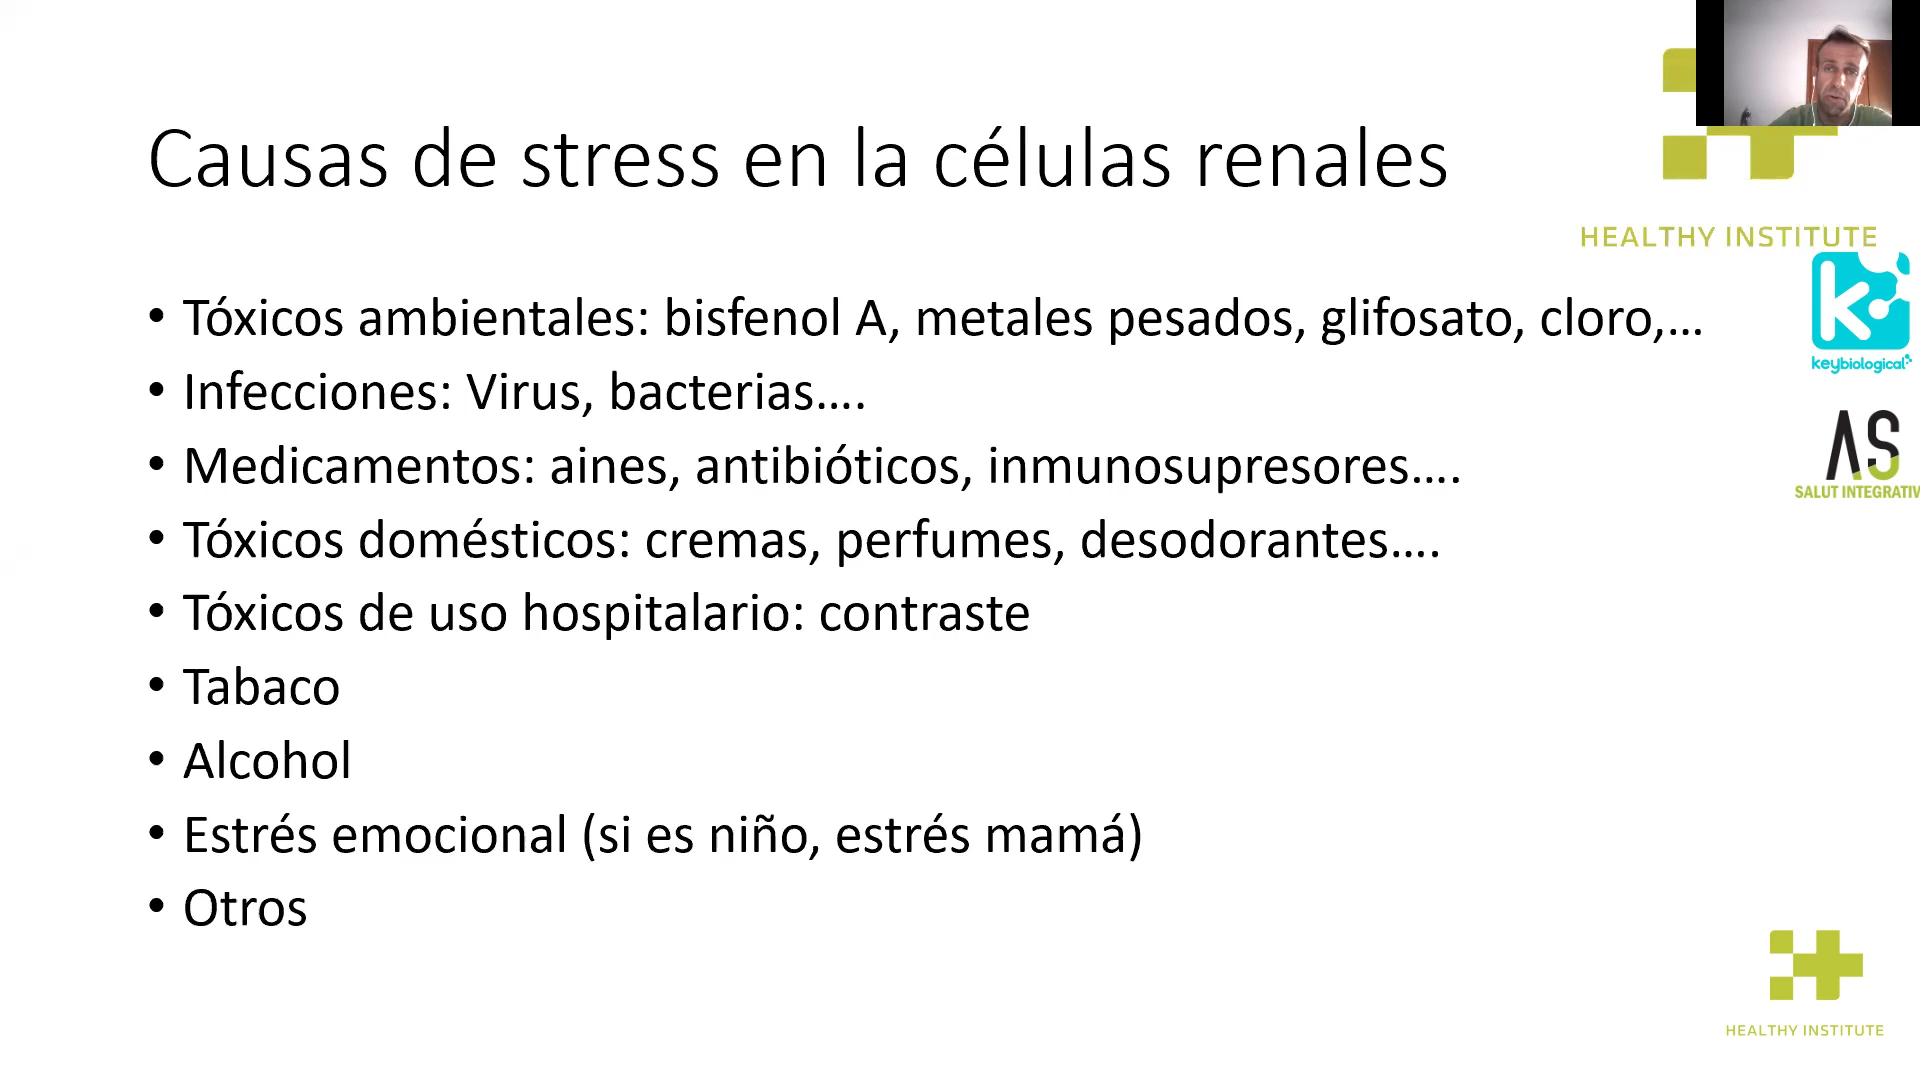 Causas de stress en la células renales
HEALTHY INSTITUTE
• Tóxicos ambientales: bisfenol A, metales pesados, glifosato, cloro,…
• Infecciones: Virus, bacterias….
• Medicamentos: aines, antibióticos, inmunosupresores….
• Tóxicos domésticos: cremas, perfumes, desodorantes….
• Tóxicos de uso hospitalario: contraste
• Tabaco
• Alcohol
• Estrés emocional (si es niño, estrés mamá)
• Otros
k
keybiological
AS
SALUT INTEGRATIV
HEALTHY INSTITUTE